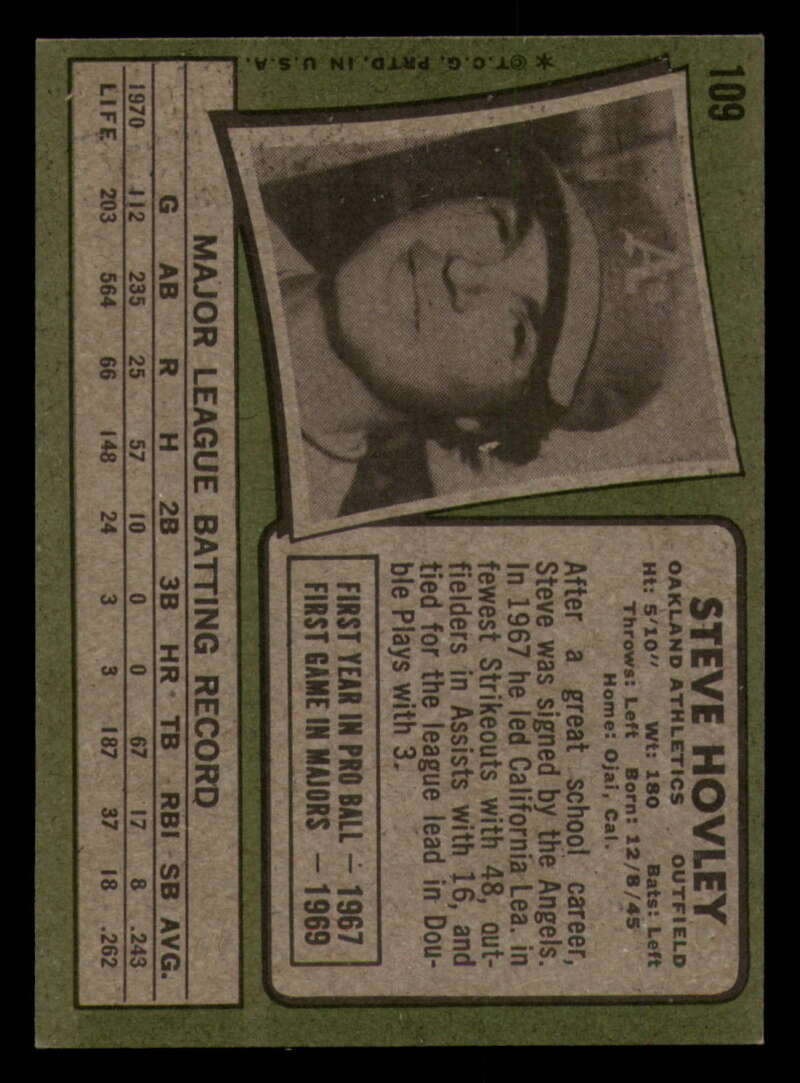 109
A
STEVE HOVLEY
OAKLAND ATHLETICS OUTFIELD
Ht: 5'10" Wt: 180 Bats: Left
Throws: Left Born: 12/8/45
Home: Ojai, Cal.
After a great school career,
Steve was signed by the Angels.
In 1967 he led California Lea. in
fewest Strikeouts with 48, out-
fielders in Assists with 16, and
tied for the league lead in Dou-
ble Plays with 3.
FIRST YEAR IN PRO BALL — 1967
FIRST GAME IN MAJORS — 1969
MAJOR LEAGUE BATTING RECORD
G AB R H 2B 3B HR TB RBI SB AVG.
1970 112 235 25 57 10 0 0 67 17 8 .243
LIFE 203 564 66 148 24 3 3 187 37 18 .262
* © T.C.G. PRTD. IN U.S.A.